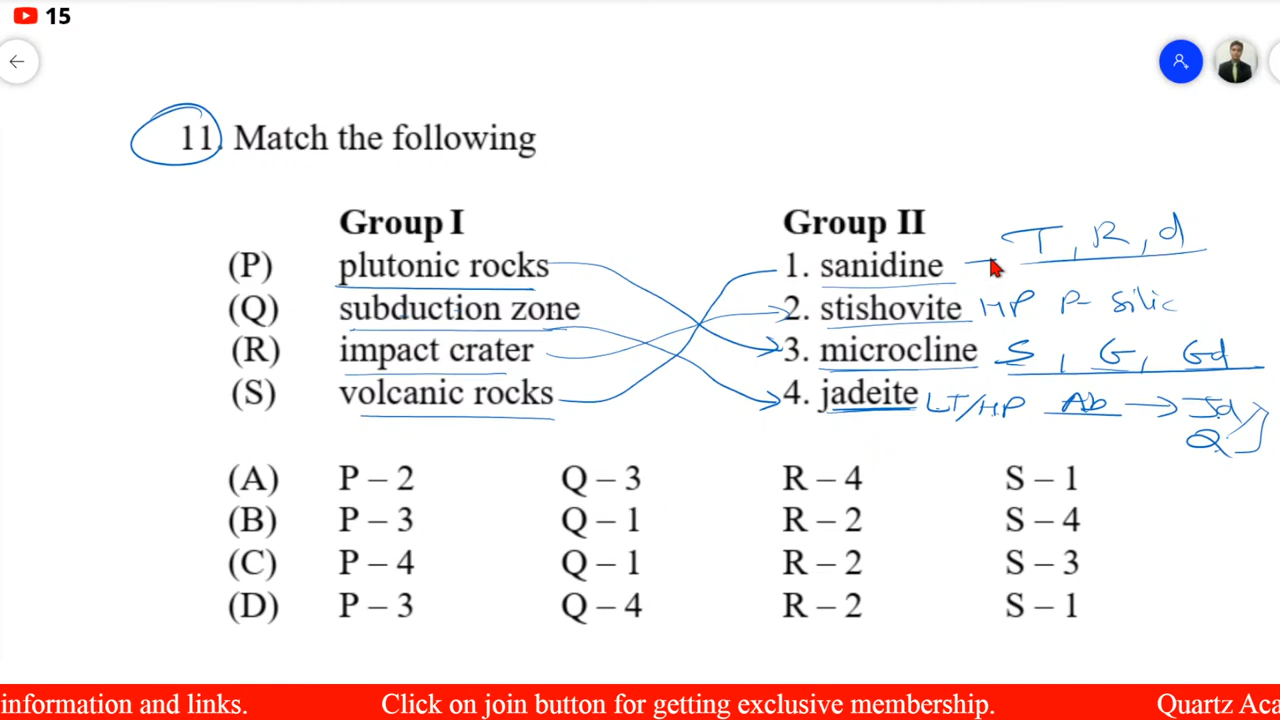 15
11. Match the following
Group I Group II
T, R, d
(P) plutonic rocks 1. sanidine
(Q) subduction zone 2. stishovite HP P- Silic
(R) impact crater 3. microcline S, G, Gd
(S) volcanic rocks 4. jadeite LT/HP Ab → Jd
Q
(A) P – 2 Q – 3 R – 4 S – 1
(B) P – 3 Q – 1 R – 2 S – 4
(C) P – 4 Q – 1 R – 2 S – 3
(D) P – 3 Q – 4 R – 2 S – 1
information and links. Click on join button for getting exclusive membership. Quartz Aca